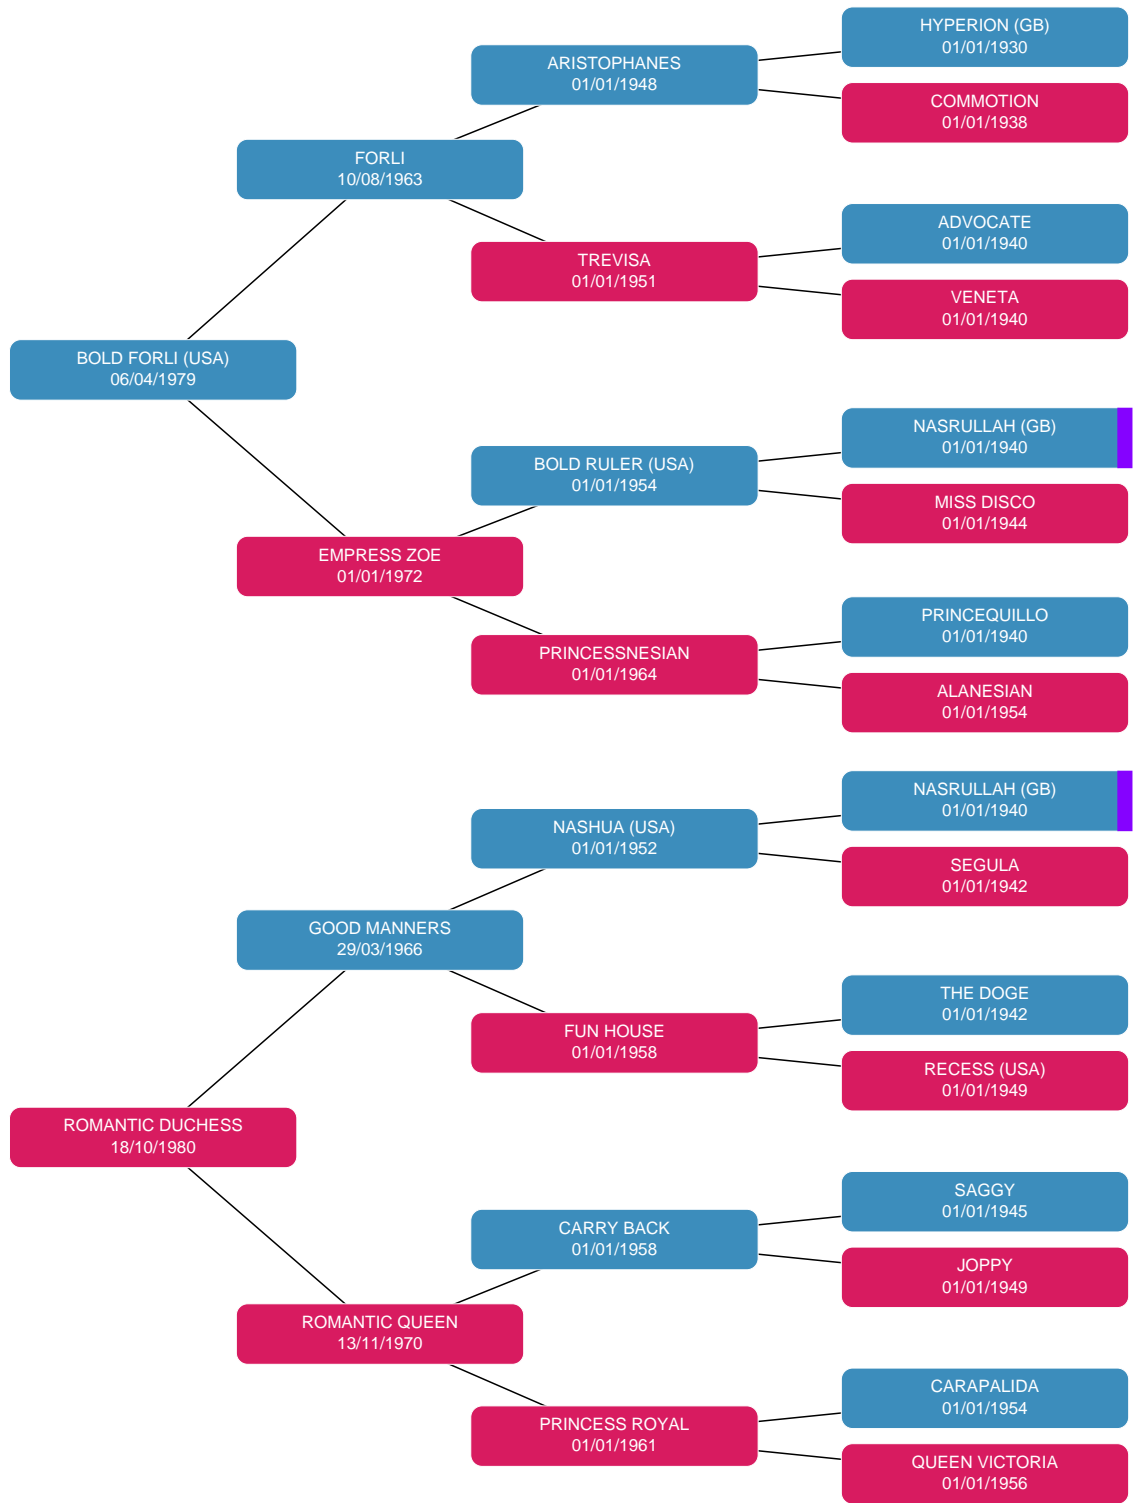 HYPERION (GB)
01/01/1930
ARISTOPHANES
01/01/1948
COMMOTION
01/01/1938
FORLI
10/08/1963
ADVOCATE
01/01/1940
TREVISA
01/01/1951
VENETA
01/01/1940
BOLD FORLI (USA)
06/04/1979
NASRULLAH (GB)
01/01/1940
BOLD RULER (USA)
01/01/1954
MISS DISCO
01/01/1944
EMPRESS ZOE
01/01/1972
PRINCEQUILLO
01/01/1940
PRINCESSNESIAN
01/01/1964
ALANESIAN
01/01/1954
NASRULLAH (GB)
01/01/1940
NASHUA (USA)
01/01/1952
SEGULA
01/01/1942
GOOD MANNERS
29/03/1966
THE DOGE
01/01/1942
FUN HOUSE
01/01/1958
RECESS (USA)
01/01/1949
ROMANTIC DUCHESS
18/10/1980
SAGGY
01/01/1945
CARRY BACK
01/01/1958
JOPPY
01/01/1949
ROMANTIC QUEEN
13/11/1970
CARAPALIDA
01/01/1954
PRINCESS ROYAL
01/01/1961
QUEEN VICTORIA
01/01/1956